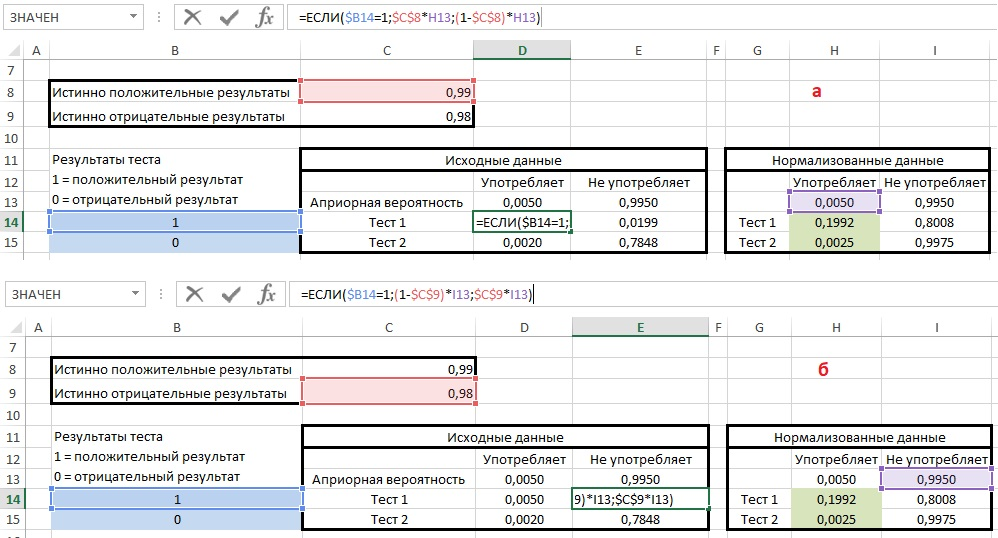 ЗНАЧЕН =ЕСЛИ($B14=1;$C$8*H13;(1-$C$8)*H13)
A B C D E F G H I
7
8 Истинно положительные результаты 0,99 а
9 Истинно отрицательные результаты 0,98
10
11 Результаты теста Исходные данные Нормализованные данные
12 1 = положительный результат Употребляет Не употребляет Употребляет Не употребляет
13 0 = отрицательный результат Априорная вероятность 0,0050 0,9950 0,0050 0,9950
14 1 Тест 1 =ЕСЛИ($B14=1; 0,0199 Тест 1 0,1992 0,8008
15 0 Тест 2 0,0020 0,7848 Тест 2 0,0025 0,9975
ЗНАЧЕН =ЕСЛИ($B14=1;(1-$C$9)*I13;$C$9*I13)
A B C D E F G H I
7
8 Истинно положительные результаты 0,99 б
9 Истинно отрицательные результаты 0,98
10
11 Результаты теста Исходные данные Нормализованные данные
12 1 = положительный результат Употребляет Не употребляет Употребляет Не употребляет
13 0 = отрицательный результат Априорная вероятность 0,0050 0,9950 0,0050 0,9950
14 1 Тест 1 0,0050 9)*I13;$C$9*I13) Тест 1 0,1992 0,8008
15 0 Тест 2 0,0020 0,7848 Тест 2 0,0025 0,9975